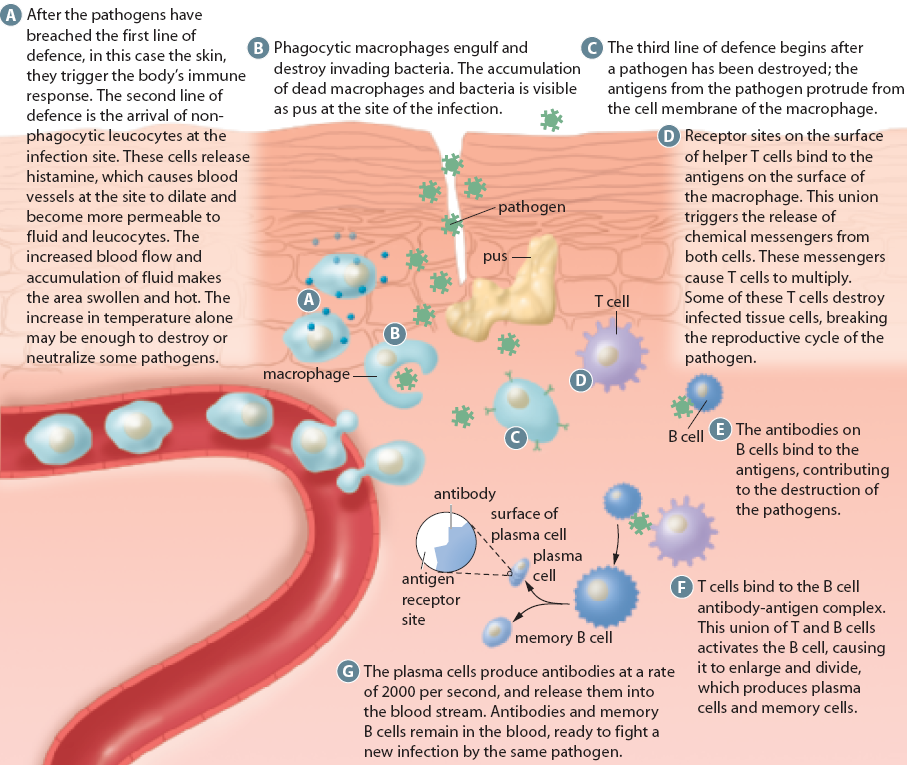 A After the pathogens have
breached the first line of
defence, in this case the skin,
they trigger the body's immune
response. The second line of
defence is the arrival of non-
phagocytic leucocytes at the
infection site. These cells release
histamine, which causes blood
vessels at the site to dilate and
become more permeable to
fluid and leucocytes. The
increased blood flow and
accumulation of fluid makes
the area swollen and hot. The
increase in temperature alone
may be enough to destroy or
neutralize some pathogens.
B Phagocytic macrophages engulf and
destroy invading bacteria. The accumulation
of dead macrophages and bacteria is visible
as pus at the site of the infection.
C The third line of defence begins after
a pathogen has been destroyed; the
antigens from the pathogen protrude from
the cell membrane of the macrophage.
D Receptor sites on the surface
of helper T cells bind to the
antigens on the surface of
the macrophage. This union
triggers the release of
chemical messengers from
both cells. These messengers
cause T cells to multiply.
Some of these T cells destroy
infected tissue cells, breaking
the reproductive cycle of the
pathogen.
pathogen
pus
T cell
A
B
macrophage
D
C
B cell
E The antibodies on
B cells bind to the
antigens, contributing
to the destruction of
the pathogens.
antibody
surface of
plasma cell
plasma
cell
antigen
receptor
site
memory B cell
F T cells bind to the B cell
antibody-antigen complex.
This union of T and B cells
activates the B cell, causing
it to enlarge and divide,
which produces plasma
cells and memory cells.
G The plasma cells produce antibodies at a rate
of 2000 per second, and release them into
the blood stream. Antibodies and memory
B cells remain in the blood, ready to fight a
new infection by the same pathogen.